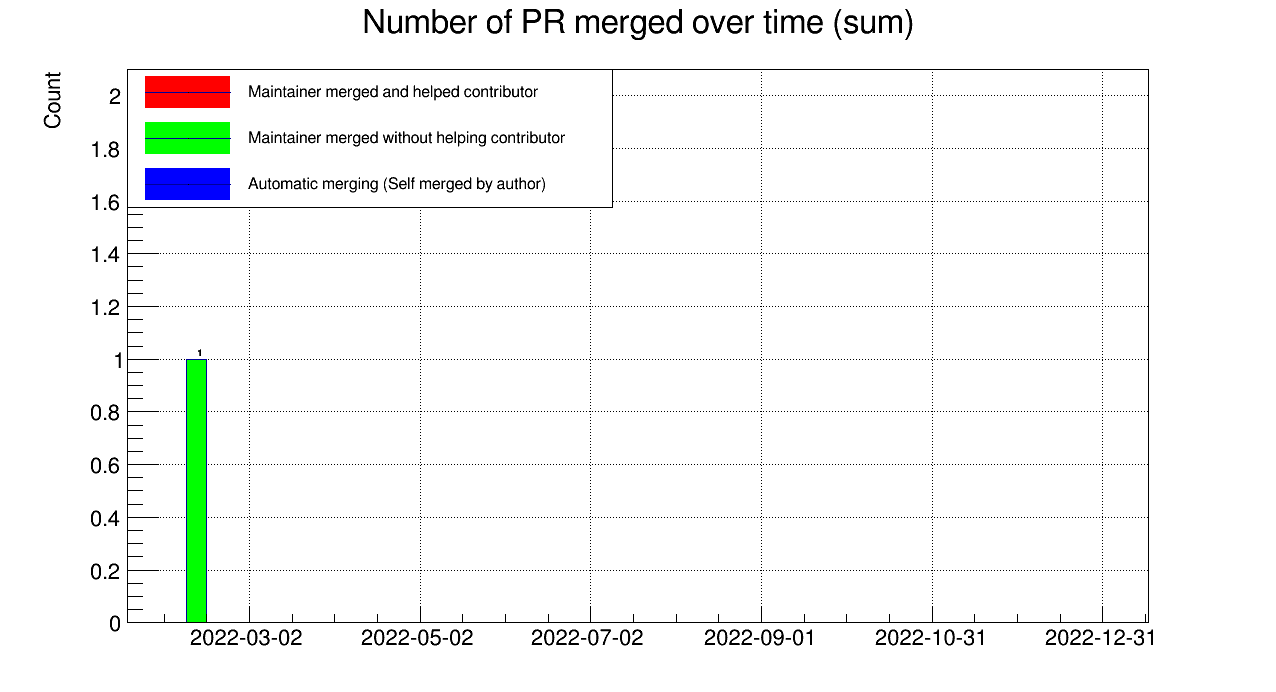 Number of PR merged over time (sum)
Count
Maintainer merged and helped contributor
Maintainer merged without helping contributor
Automatic merging (Self merged by author)
2
1.8
1.6
1.4
1.2
1
0.8
0.6
0.4
0.2
0
1
2022-03-02 2022-05-02 2022-07-02 2022-09-01 2022-10-31 2022-12-31